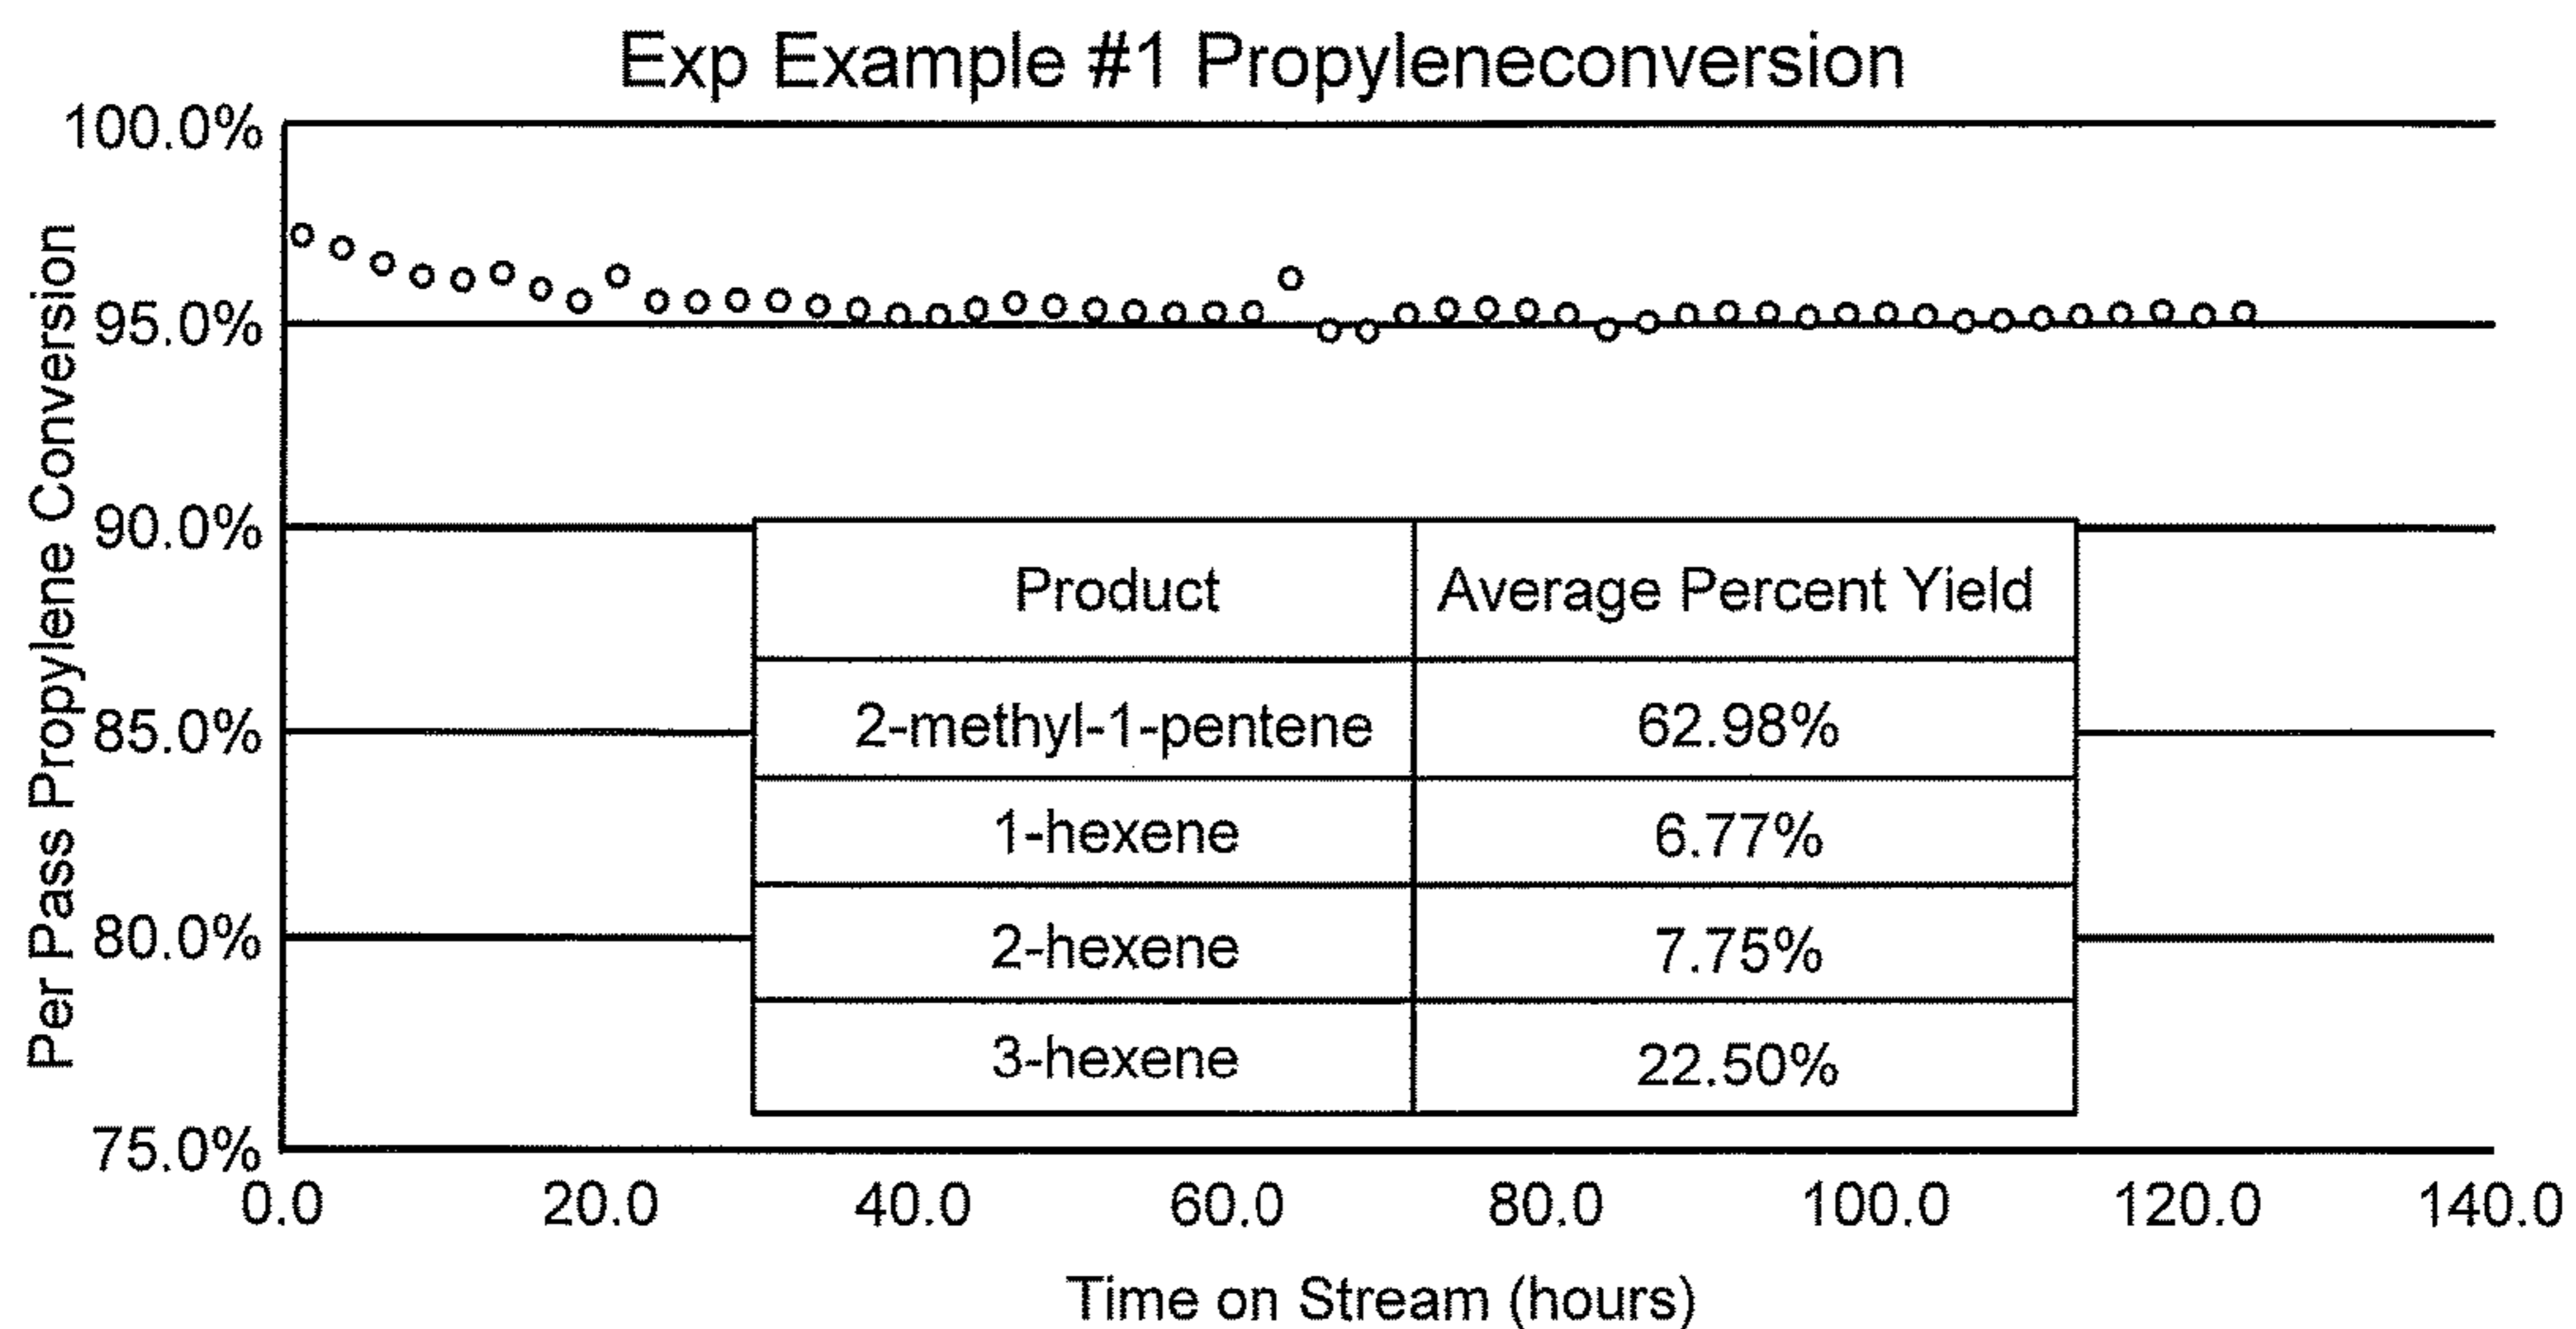 Exp Example #1 Propyleneconversion
Per Pass Propylene Conversion
100.0%
95.0%
90.0%
85.0%
80.0%
75.0%
Product Average Percent Yield
2-methyl-1-pentene 62.98%
1-hexene 6.77%
2-hexene 7.75%
3-hexene 22.50%
0.0 20.0 40.0 60.0 80.0 100.0 120.0 140.0
Time on Stream (hours)